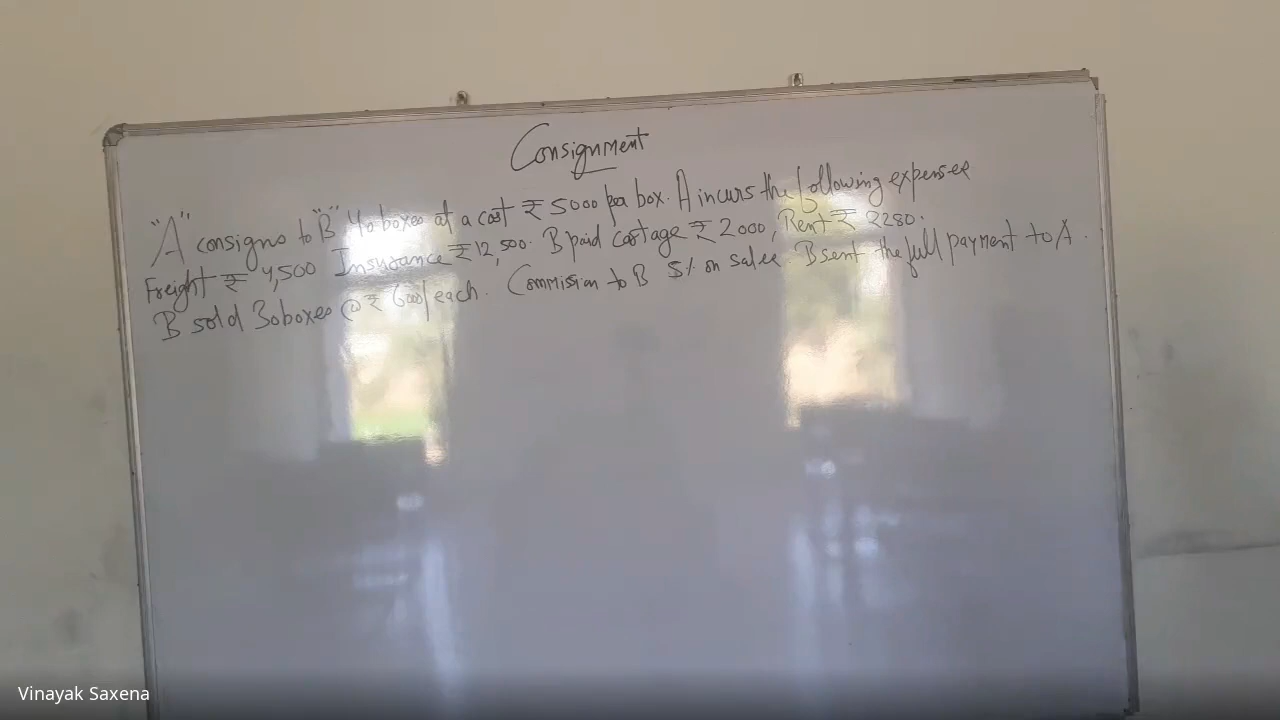 Consignment
"A" consigns to "B" 40 boxes at a cost ₹ 5000 per box. A incurs the following expenses
Freight ₹ 4,500 Insurance ₹ 12,500. B paid cartage ₹ 2000, Rent ₹ 2280.
B sold 30 boxes @ ₹ 6000/ each. Commission to B 5% on sales B sent the full payment to A.
Vinayak Saxena